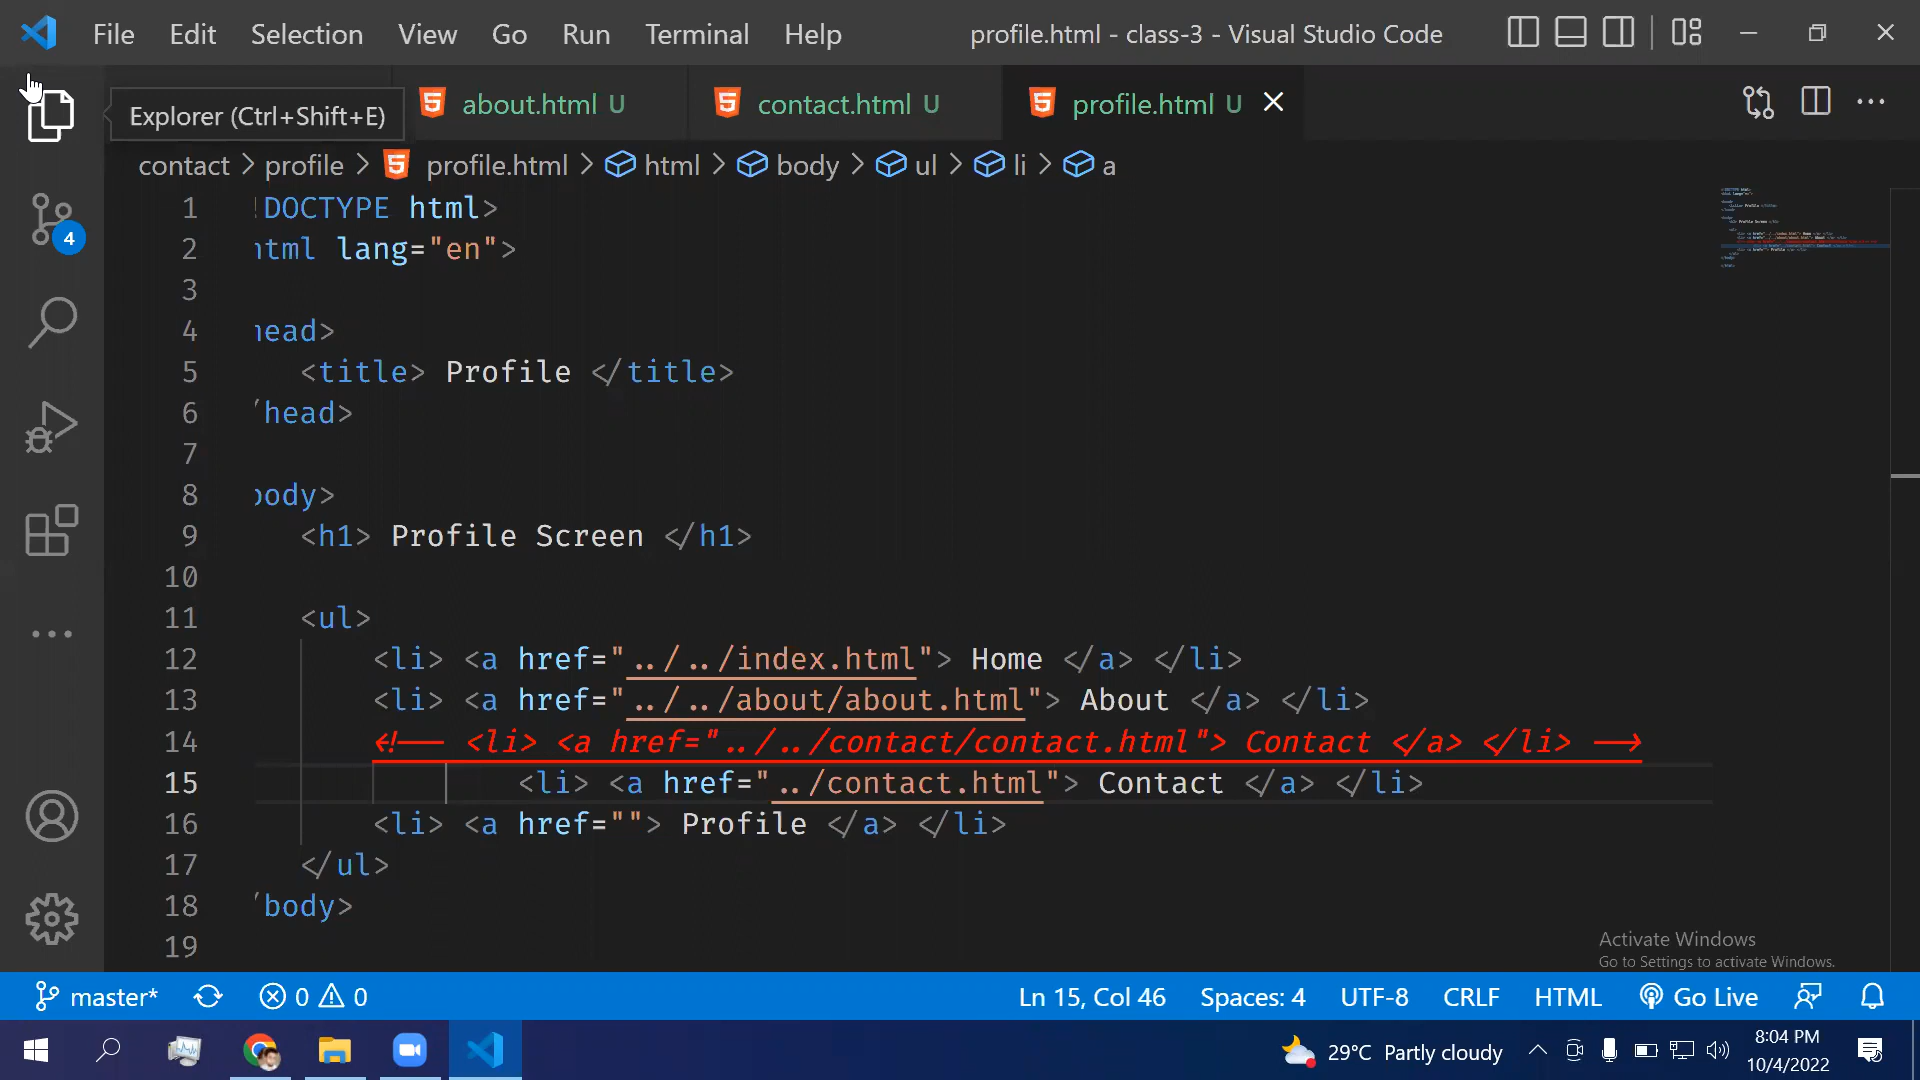 File Edit Selection View Go Run Terminal Help profile.html - class-3 - Visual Studio Code
Explorer (Ctrl+Shift+E) about.html U contact.html U profile.html U
contact > profile > profile.html > html > body > ul > li > a
1 !DOCTYPE html>
2 html lang="en">
3
4 head>
5 <title> Profile </title>
6 /head>
7
8 body>
9 <h1> Profile Screen </h1>
10
11 <ul>
12 <li> <a href="../../index.html"> Home </a> </li>
13 <li> <a href="../../about/about.html"> About </a> </li>
14 <!-- <li> <a href="../../contact/contact.html"> Contact </a> </li> -->
15 <li> <a href="../contact.html"> Contact </a> </li>
16 <li> <a href=""> Profile </a> </li>
17 </ul>
18 /body>
19
4
Activate Windows
Go to Settings to activate Windows.
master* 0 0 Ln 15, Col 46 Spaces: 4 UTF-8 CRLF HTML Go Live
29°C Partly cloudy
8:04 PM
10/4/2022